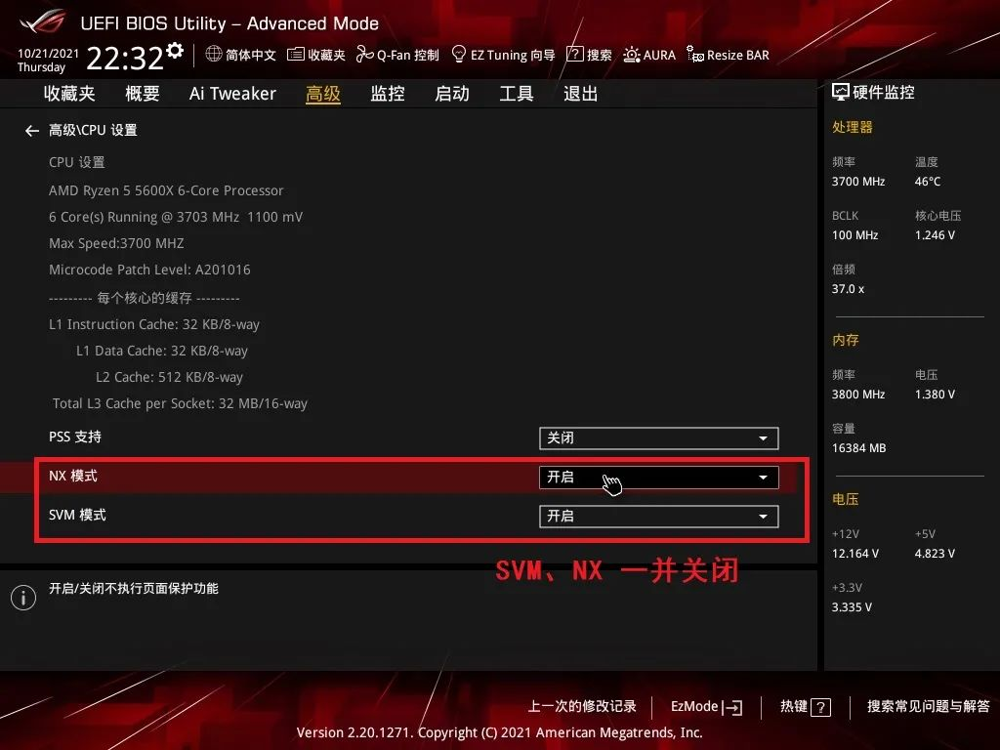 UEFI BIOS Utility – Advanced Mode
10/21/2021
Thursday
22:32
简体中文
收藏夹
Q-Fan 控制
EZ Tuning 向导
搜索
AURA
Resize BAR
收藏夹 概要 Ai Tweaker 高级 监控 启动 工具 退出
高级\CPU 设置
CPU 设置
AMD Ryzen 5 5600X 6-Core Processor
6 Core(s) Running @ 3703 MHz 1100 mV
Max Speed:3700 MHZ
Microcode Patch Level: A201016
--------- 每个核心的缓存 ---------
L1 Instruction Cache: 32 KB/8-way
L1 Data Cache: 32 KB/8-way
L2 Cache: 512 KB/8-way
Total L3 Cache per Socket: 32 MB/16-way
PSS 支持 关闭
NX 模式 开启
SVM 模式 开启
SVM、NX 一并关闭
开启/关闭不执行页面保护功能
硬件监控
处理器
频率 温度
3700 MHz 46°C
BCLK 核心电压
100 MHz 1.246 V
倍频
37.0 x
内存
频率 电压
3800 MHz 1.380 V
容量
16384 MB
电压
+12V +5V
12.164 V 4.823 V
+3.3V
3.335 V
上一次的修改记录
EzMode
热键 ?
搜索常见问题与解答
Version 2.20.1271. Copyright (C) 2021 American Megatrends, Inc.